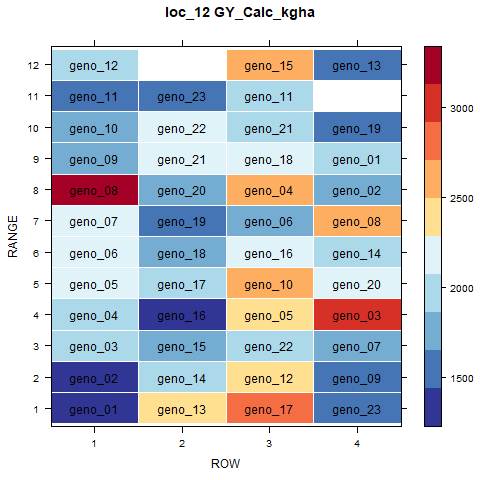 loc_12 GY_Calc_kgha
12 geno_12 geno_15 geno_13
11 geno_11 geno_23 geno_11
10 geno_10 geno_22 geno_21 geno_19
9 geno_09 geno_21 geno_18 geno_01
8 geno_08 geno_20 geno_04 geno_02
7 geno_07 geno_19 geno_06 geno_08
6 geno_06 geno_18 geno_16 geno_14
5 geno_05 geno_17 geno_10 geno_20
4 geno_04 geno_16 geno_05 geno_03
3 geno_03 geno_15 geno_22 geno_07
2 geno_02 geno_14 geno_12 geno_09
1 geno_01 geno_13 geno_17 geno_23
RANGE
1 2 3 4
ROW
3000
2500
2000
1500